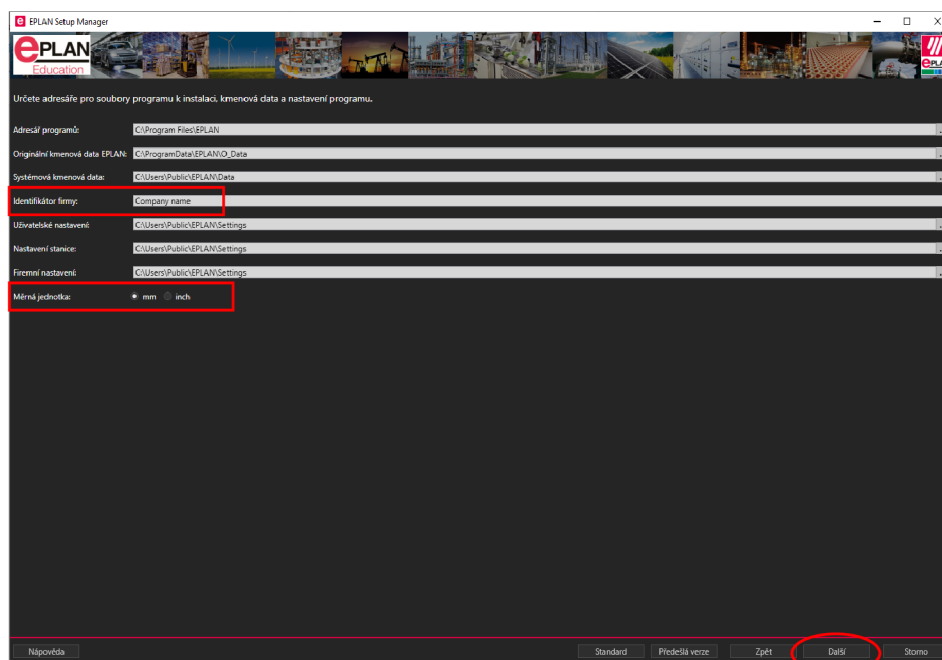 EPLAN Setup Manager
ePLAN
Education
Určete adresáře pro soubory programu k instalaci, kmenová data a nastavení programu.
Adresář programů: C:\Program Files\EPLAN
Originální kmenová data EPLAN: C:\ProgramData\EPLAN\O_Data
Systémová kmenová data: C:\Users\Public\EPLAN\Data
Identifikátor firmy: Company name
Uživatelské nastavení: C:\Users\Public\EPLAN\Settings
Nastavení stanice: C:\Users\Public\EPLAN\Settings
Firemní nastavení: C:\Users\Public\EPLAN\Settings
Měrná jednotka: mm inch
Nápověda Standard Předešlá verze Zpět Další Storno